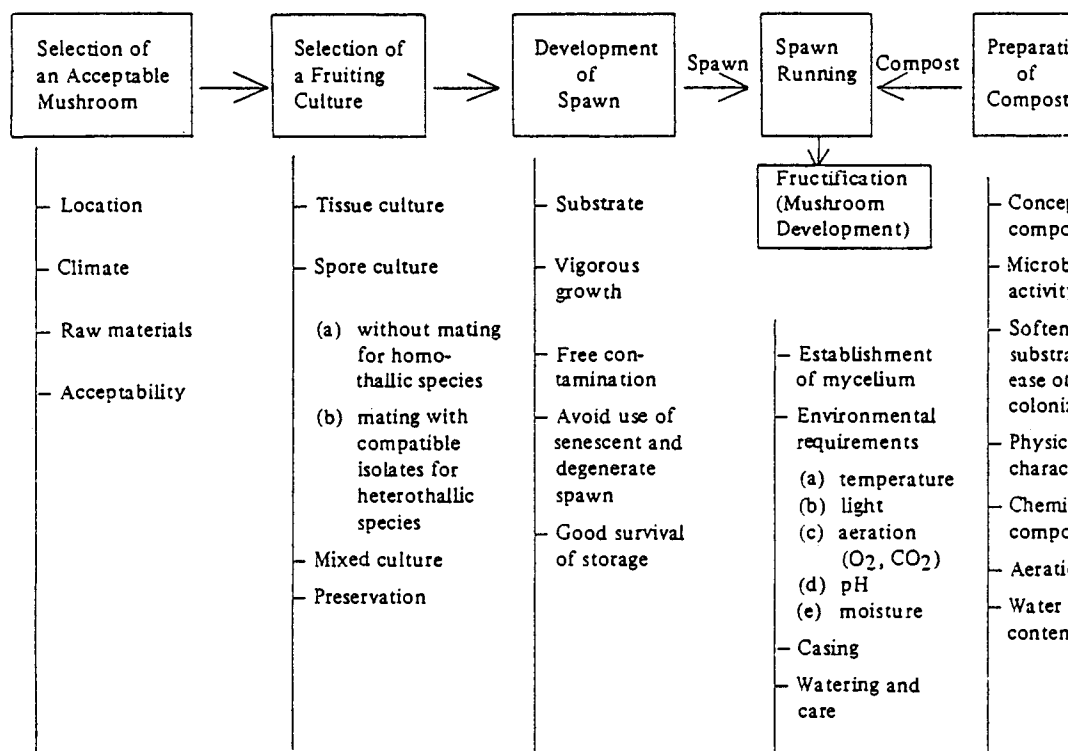 Selection of
an Acceptable
Mushroom
Selection of
a Fruiting
Culture
Development
of
Spawn
Spawn
Spawn
Running
Compost
of
Compost
Location
Climate
Raw materials
Acceptability
Tissue culture
Spore culture
(a) without mating
for homo-
thallic species
(b) mating with
compatible
isolates for
heterothallic
species
Mixed culture
Preservation
Substrate
Vigorous
growth
Free con-
tamination
Avoid use of
senescent and
degenerate
spawn
Good survival
of storage
Fructification
(Mushroom
Development)
Establishment
of mycelium
Environmental
requirements
(a) temperature
(b) light
(c) aeration
(O2, CO2)
(d) pH
(e) moisture
Casing
Watering and
care
ease
Water